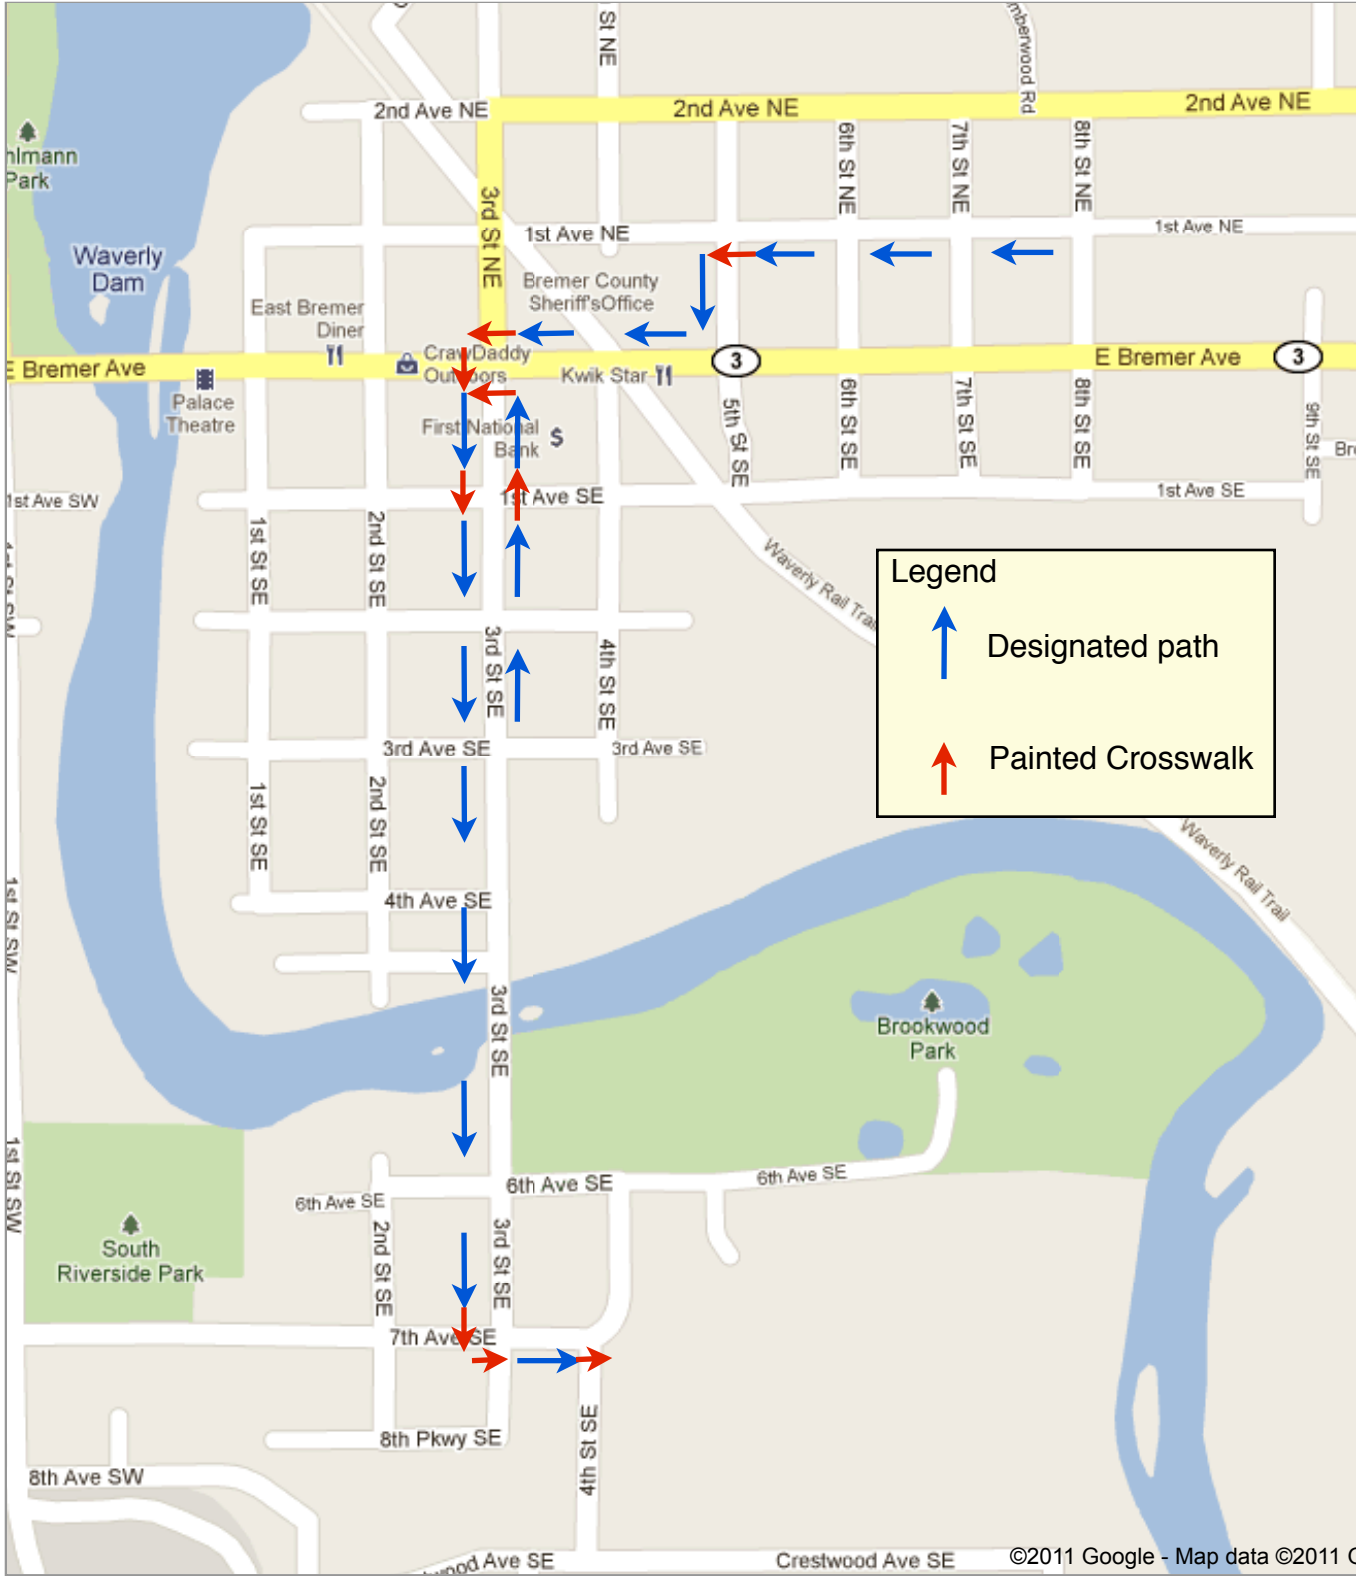 St NE
mberwood Rd
2nd Ave NE
2nd Ave NE
2nd Ave NE
hlmann
Park
3rd St NE
6th St NE
7th St NE
8th St NE
1st Ave NE
1st Ave NE
Waverly
Dam
Bremer County
Sheriff'sOffice
East Bremer
Diner
CrawDaddy
Outdoors
E Bremer Ave
Kwik Star
3
E Bremer Ave
3
Palace
Theatre
First National
Bank
$
5th St SE
6th St SE
7th St SE
8th St SE
9th St SE
Bre
1st Ave SW
1st Ave SE
1st Ave SE
1st St SW
1st St SE
2nd St SE
Waverly Rail Trail
Legend
Designated path
Painted Crosswalk
3rd St SE
4th St SE
3rd Ave SE
3rd Ave SE
1st St SE
2nd St SE
Waverly Rail Trail
1st St SW
4th Ave SE
3rd St SE
Brookwood
Park
1st St SW
6th Ave SE
6th Ave SE
6th Ave SE
South
Riverside Park
2nd St SE
3rd St SE
7th Ave SE
8th Pkwy SE
4th St SE
8th Ave SW
wood Ave SE
Crestwood Ave SE
©2011 Google - Map data ©2011 G